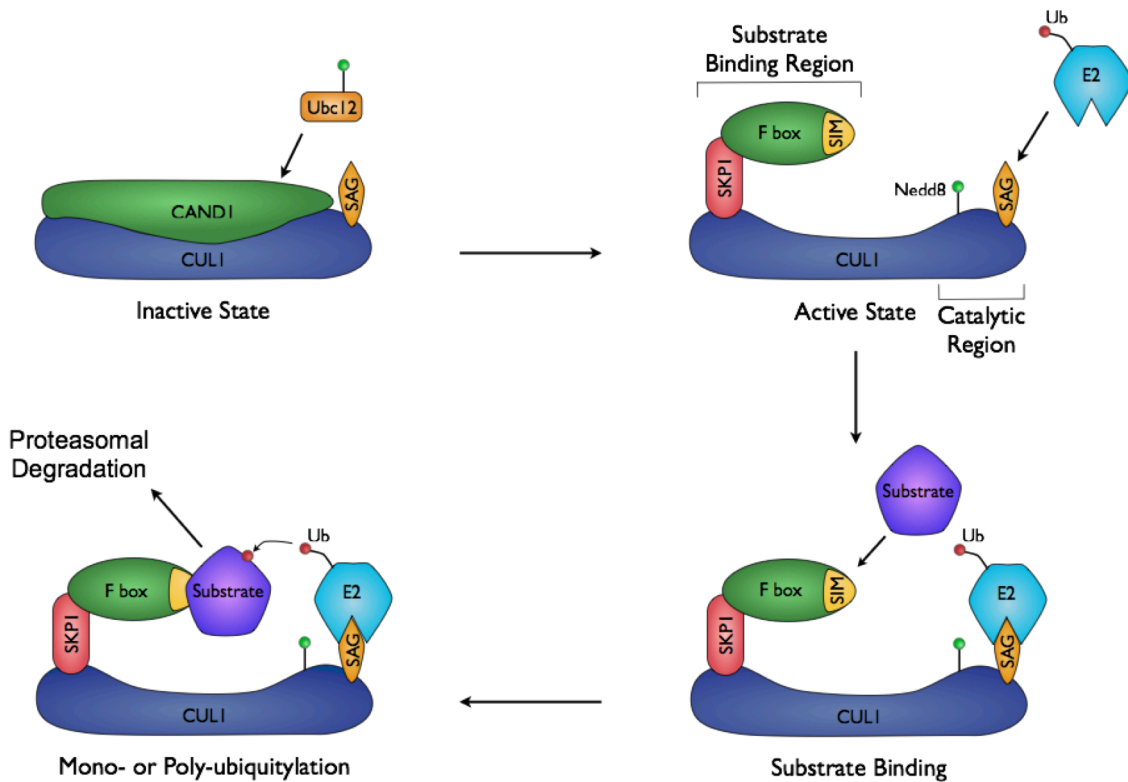 Ubc12
CAND1
SAG
CUL1
Inactive State
Substrate
Binding Region
Ub
E2
F box
SIM
SKP1
Nedd8
SAG
CUL1
Active State
Catalytic
Region
Proteasomal
Degradation
Ub
F box
Substrate
E2
SKP1
SAG
CUL1
Mono- or Poly-ubiquitylation
Substrate
Ub
F box
SIM
E2
SKP1
SAG
CUL1
Substrate Binding